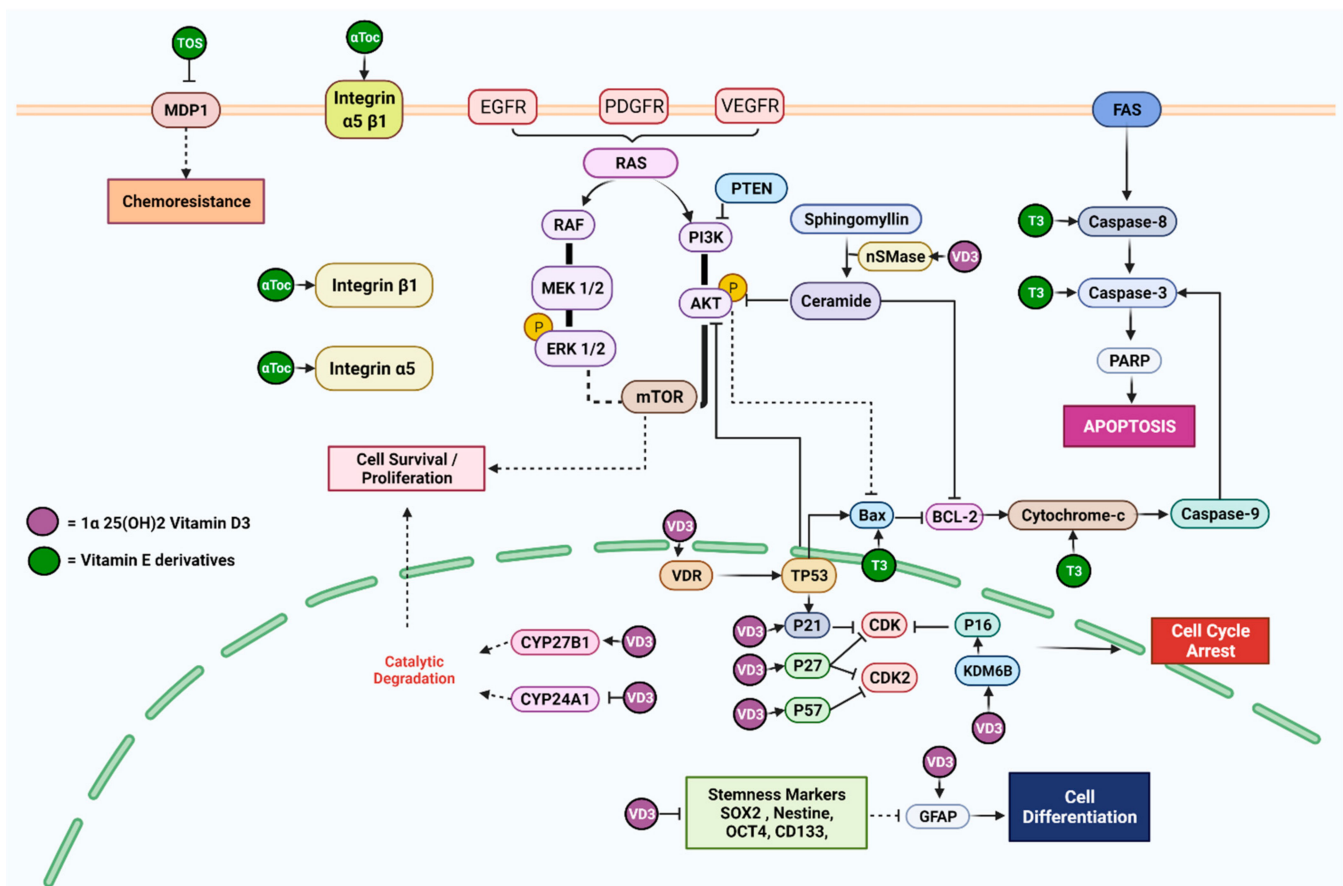 TOS
αToc
MDP1
Integrin
α5 β1
EGFR
PDGFR
VEGFR
FAS
RAS
PTEN
Chemoresistance
RAF
PI3K
Sphingomyllin
nSMase
VD3
T3
Caspase-8
αToc
Integrin β1
MEK 1/2
AKT
P
Ceramide
T3
Caspase-3
P
ERK 1/2
αToc
Integrin α5
PARP
mTOR
APOPTOSIS
Cell Survival /
Proliferation
= 1α 25(OH)2 Vitamin D3
= Vitamin E derivatives
VD3
Bax
BCL-2
Cytochrome-c
Caspase-9
VDR
TP53
T3
T3
VD3
P21
CDK
P16
Cell Cycle
Arrest
CYP27B1
VD3
Catalytic
Degradation
VD3
P27
CDK2
KDM6B
CYP24A1
VD3
VD3
P57
VD3
VD3
VD3
Stemness Markers
SOX2 , Nestine,
OCT4, CD133,
GFAP
Cell
Differentiation